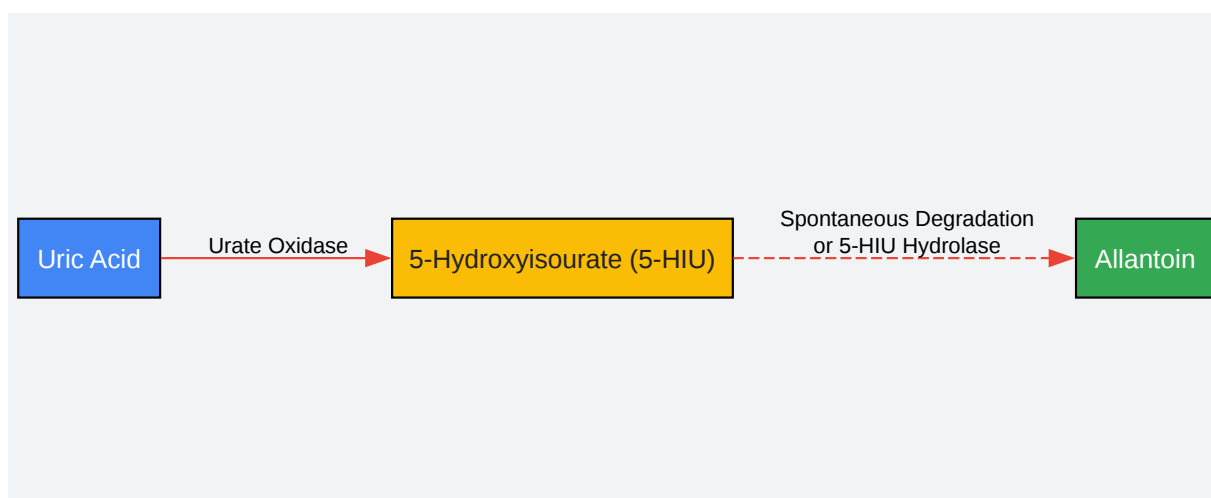 Uric Acid
Urate Oxidase
5-Hydroxyisourate (5-HIU)
Spontaneous Degradation
or 5-HIU Hydrolase
Allantoin